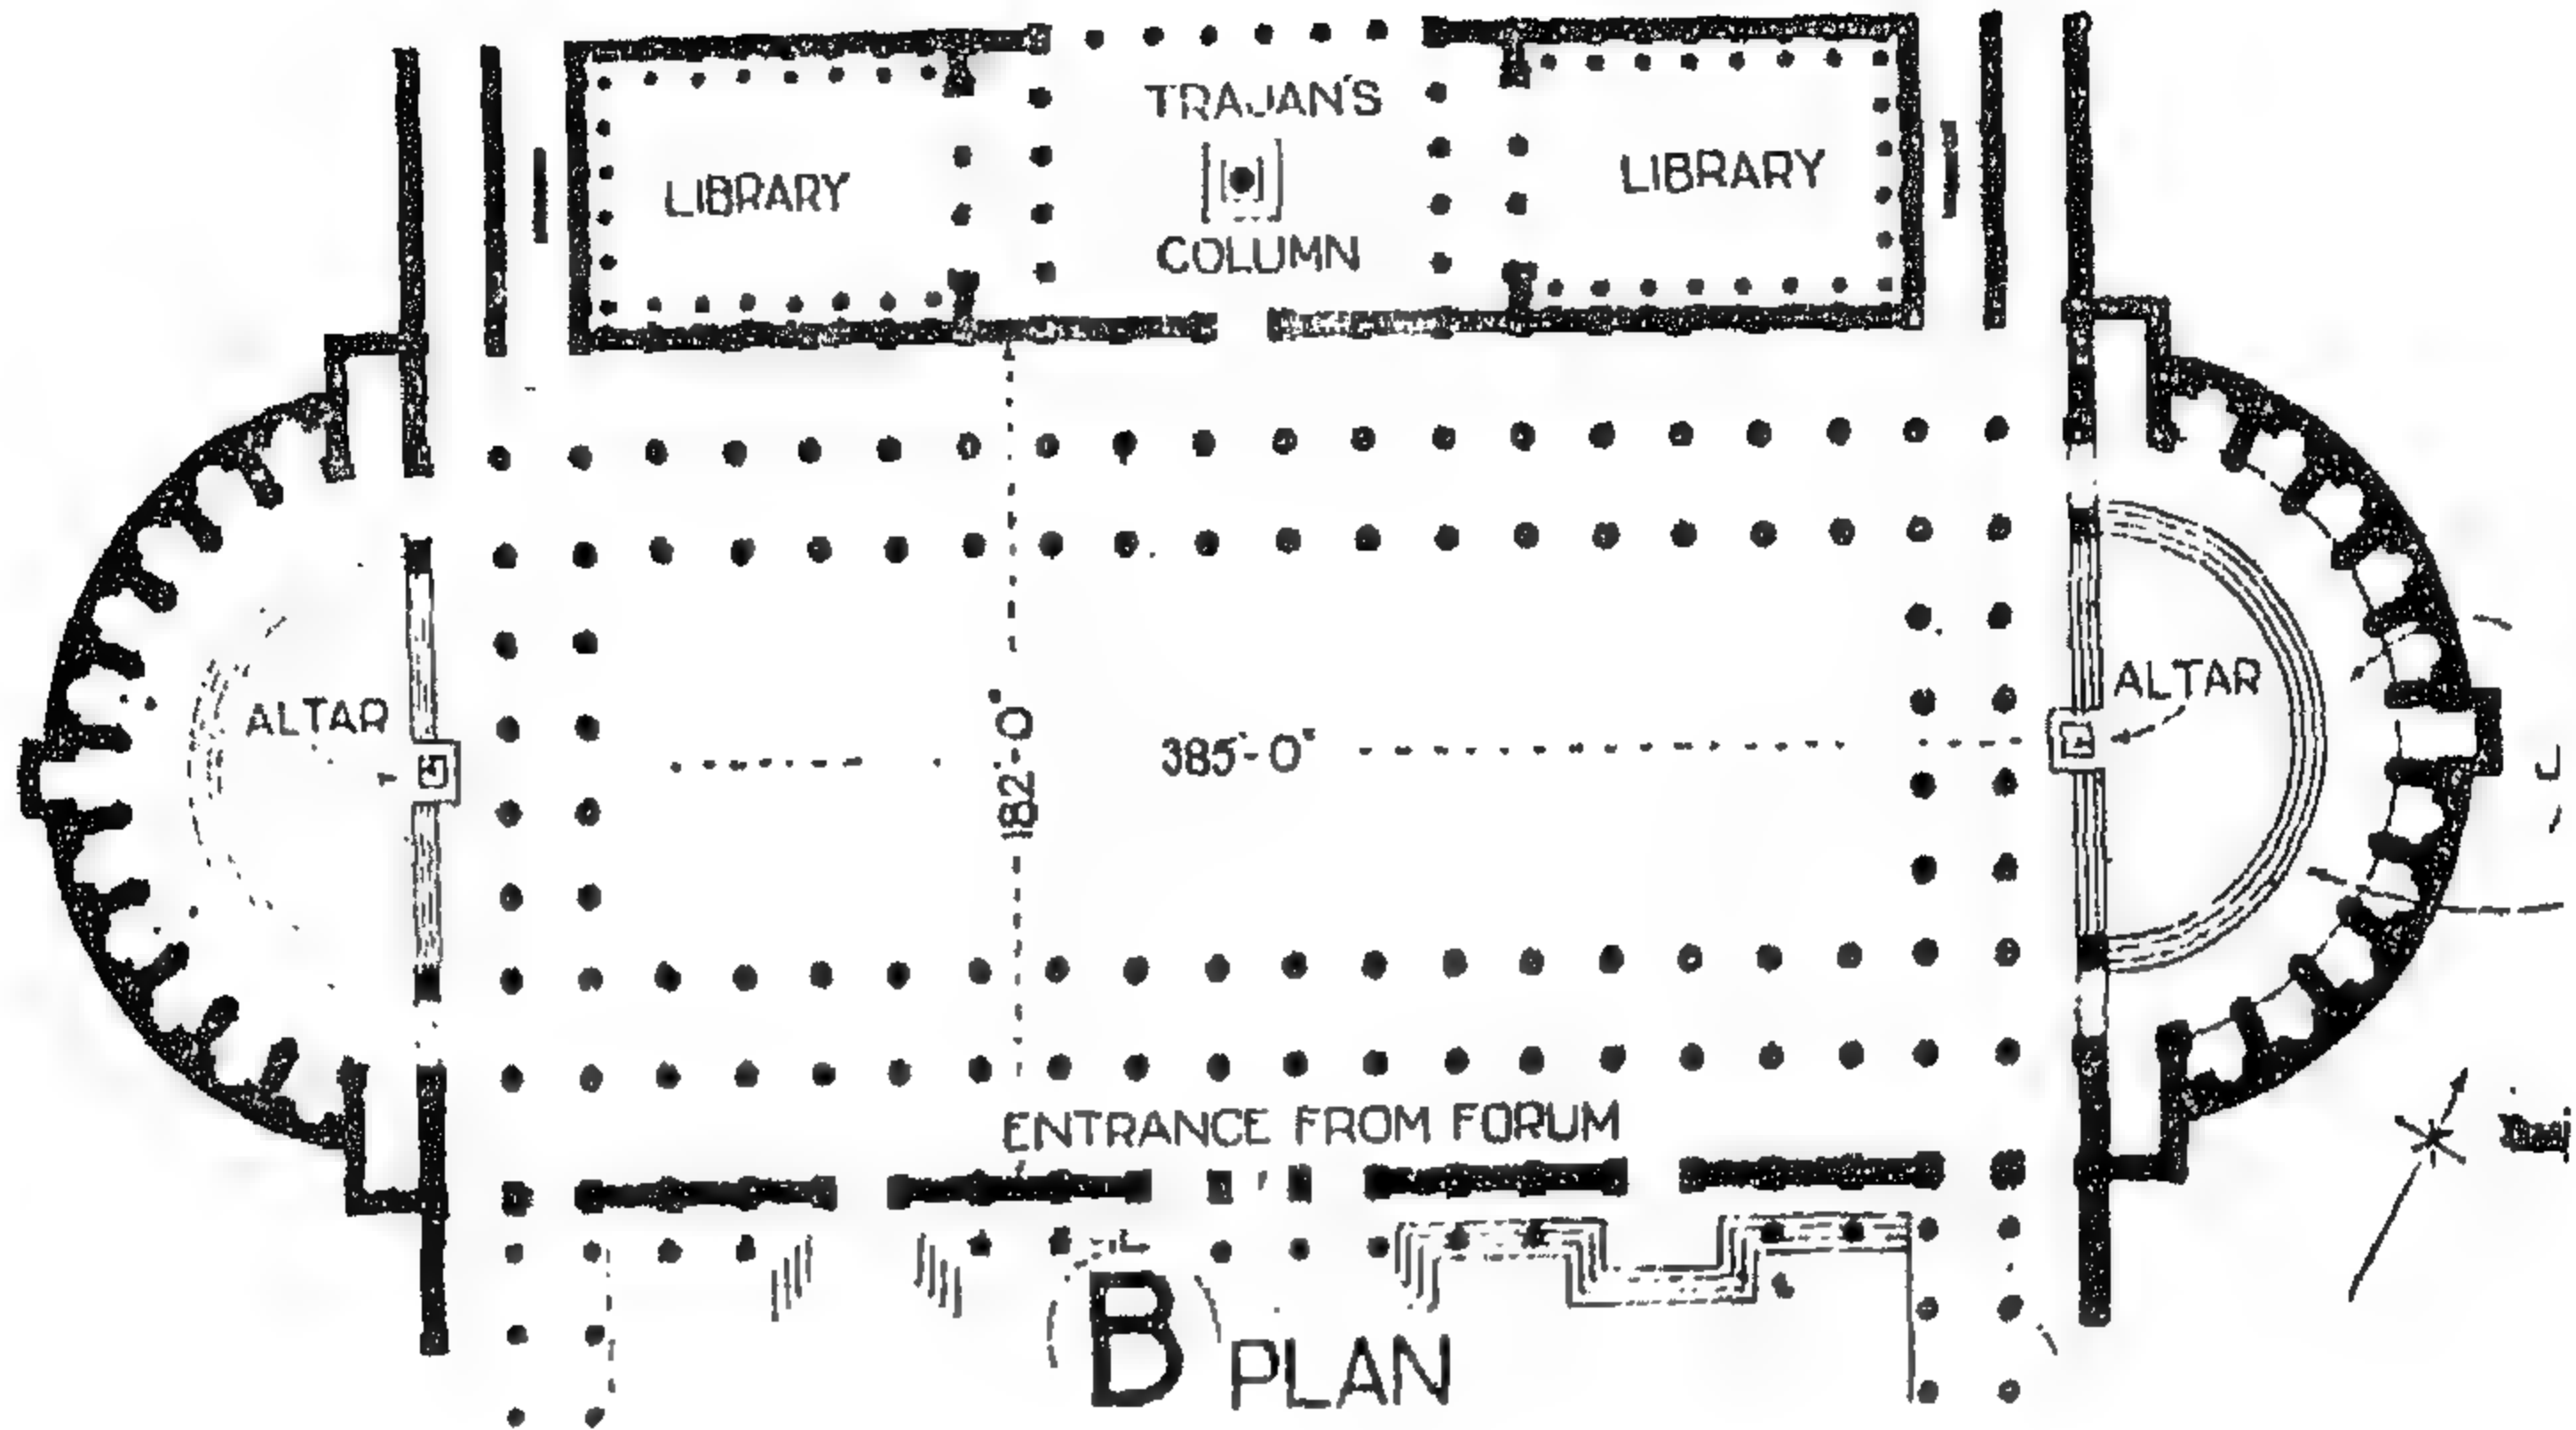 TRAJAN'S
LIBRARY
LIBRARY
COLUMN
ALTAR
ALTAR
182'-0"
385'-0"
ENTRANCE FROM FORUM
B PLAN